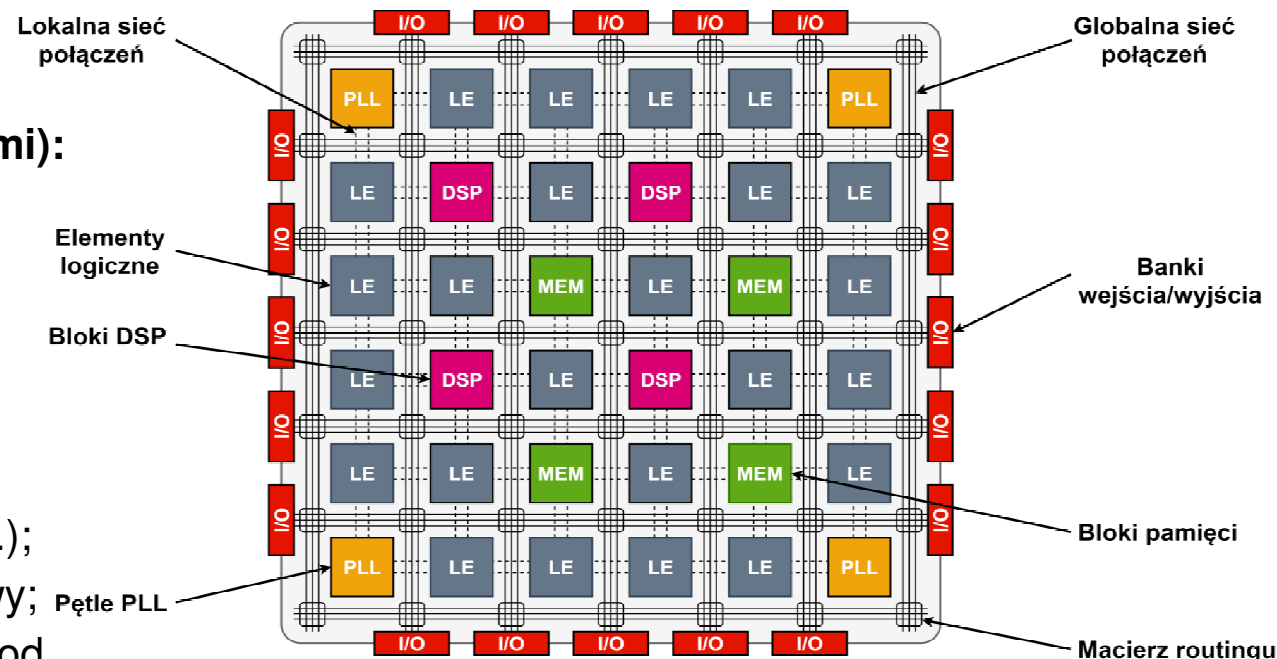 I/O I/O I/O I/O I/O
Lokalna sieć
połączeń
Globalna sieć
połączeń
PLL LE LE LE LE PLL
mi):
I/O I/O
LE DSP LE DSP LE LE
Elementy
logiczne
I/O I/O
LE LE MEM LE MEM LE
Banki
wejścia/wyjścia
Bloki DSP
I/O I/O
LE DSP LE DSP LE LE
I/O I/O
LE LE MEM LE MEM LE
I/O I/O
.);
Bloki pamięci
PLL LE LE LE LE PLL
wy;
Pętle PLL
I/O I/O I/O I/O I/O
od
Macierz routingu